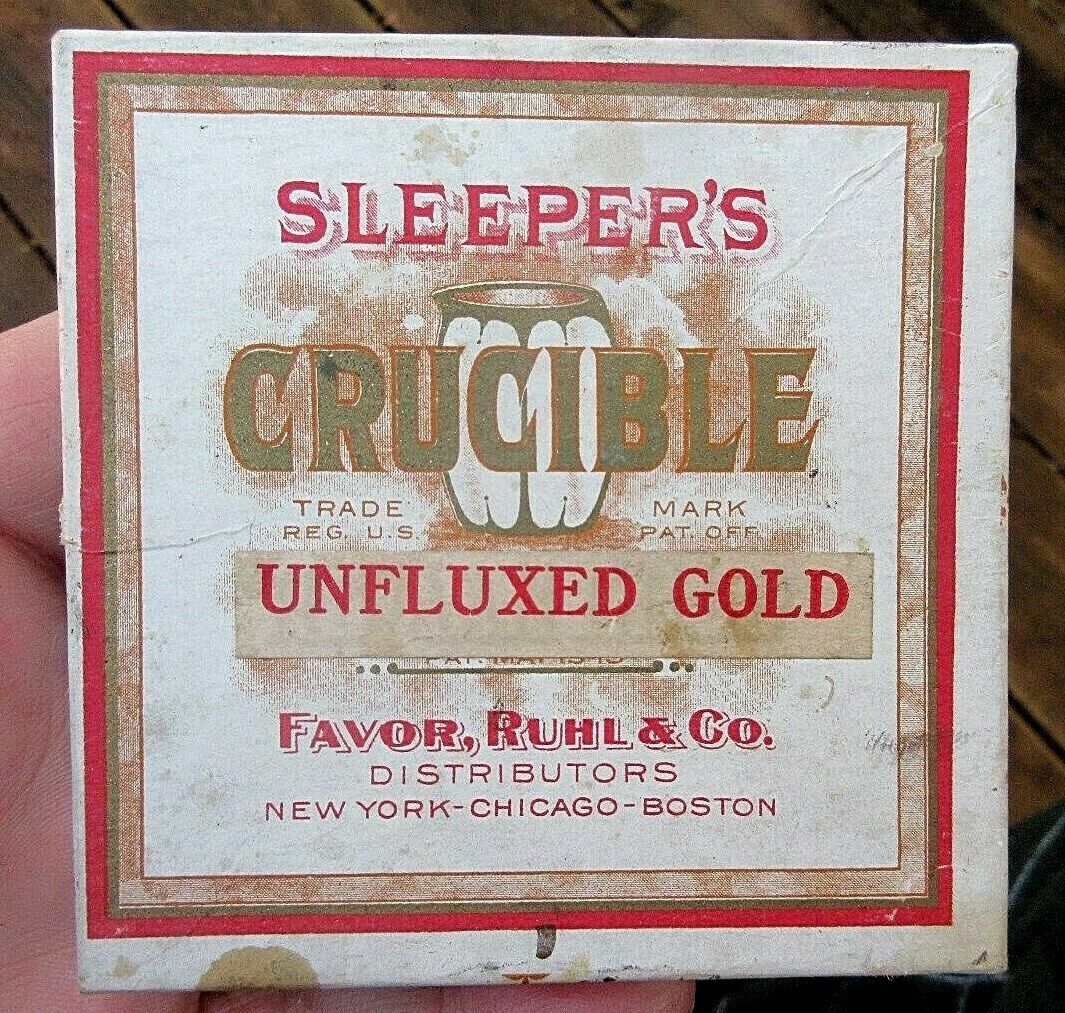 SLEEPER'S
CRUCIBLE
TRADE MARK
REG. U.S. PAT. OFF.
UNFLUXED GOLD
FAVOR, RUHL & CO.
DISTRIBUTORS
NEW YORK-CHICAGO-BOSTON